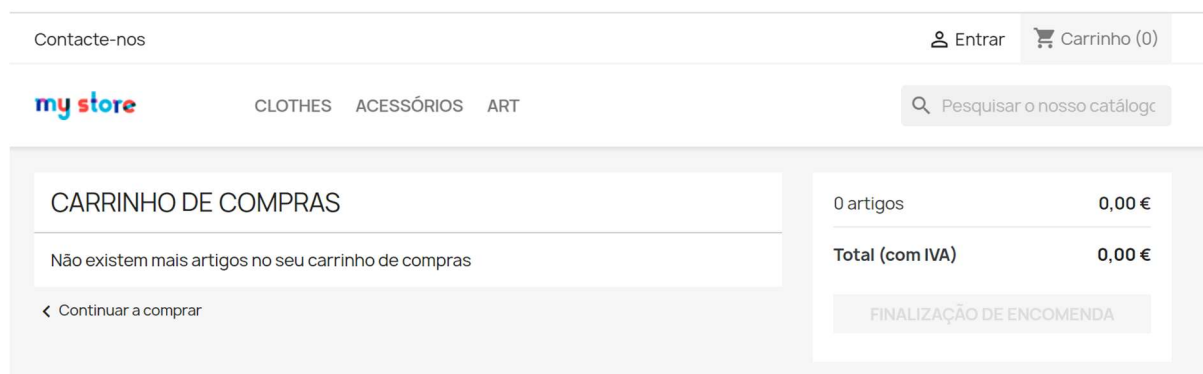 Contacte-nos
Entrar
Carrinho (0)
my store
CLOTHES ACESSÓRIOS ART
Pesquisar o nosso catálogo
CARRINHO DE COMPRAS
Não existem mais artigos no seu carrinho de compras
Continuar a comprar
0 artigos 0,00 €
Total (com IVA) 0,00 €
FINALIZAÇÃO DE ENCOMENDA